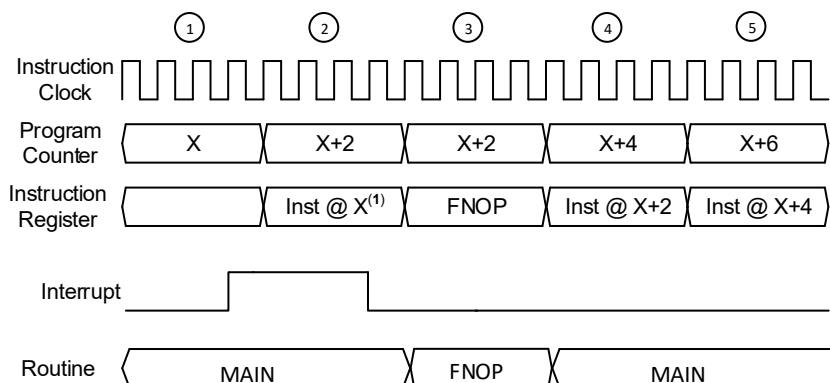 1 2 3 4 5
Instruction
Clock
Program
Counter
X X+2 X+2 X+4 X+6
Instruction
Register
Inst @ X(1) FNOP Inst @ X+2 Inst @ X+4
Interrupt
Routine MAIN FNOP MAIN